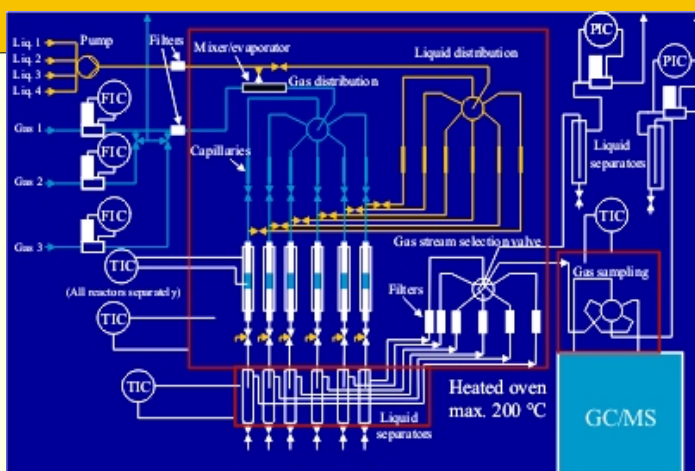 Liq. 1
Liq. 2
Liq. 3
Liq. 4
Pump
Filters
Mixer/evaporator
Gas distribution
Liquid distribution
PIC
PIC
FIC
Gas 1
FIC
Gas 2
Capillaries
Liquid
separators
FIC
Gas 3
Gas stream selection valve
TIC
TIC
(All reactors separately)
Gas sampling
Filters
TIC
TIC
Heated oven
max. 200 °C
Liquid
separators
GC/MS